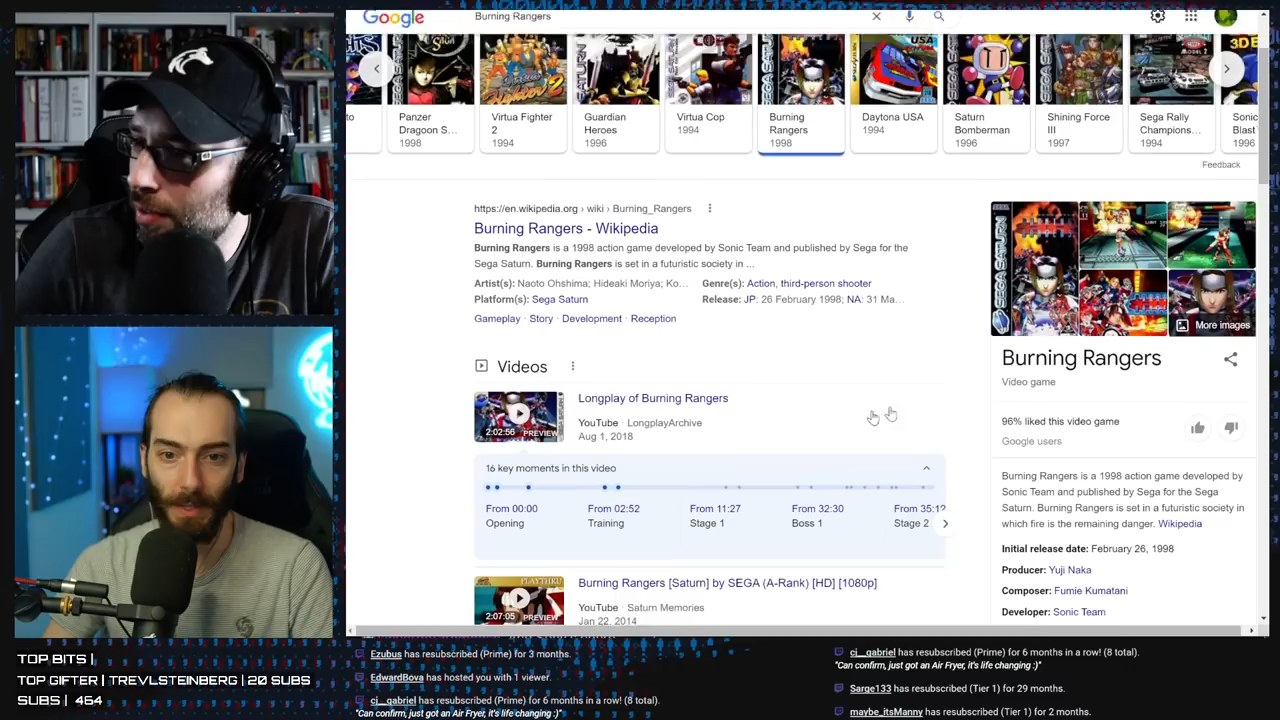 Google
Burning Rangers
Panzer Dragoon S...
1998
Virtua Fighter 2
1994
Guardian Heroes
1996
Virtua Cop
1994
Burning Rangers
1998
Daytona USA
1994
Saturn Bomberman
1996
Shining Force III
1997
Sega Rally Champions...
1994
Sonic Blast
1996
Feedback
https://en.wikipedia.org › wiki › Burning_Rangers
Burning Rangers - Wikipedia
Burning Rangers is a 1998 action game developed by Sonic Team and published by Sega for the
Sega Saturn. Burning Rangers is set in a futuristic society in ...
Artist(s): Naoto Ohshima; Hideaki Moriya; Ko... Genre(s): Action, third-person shooter
Platform(s): Sega Saturn Release: JP: 26 February 1998; NA: 31 Ma...
Gameplay · Story · Development · Reception
Videos
Longplay of Burning Rangers
YouTube · LongplayArchive
Aug 1, 2018
2:02:56 PREVIEW
16 key moments in this video
From 00:00 From 02:52 From 11:27 From 32:30 From 35:12
Opening Training Stage 1 Boss 1 Stage 2
Burning Rangers [Saturn] by SEGA (A-Rank) [HD] [1080p]
YouTube · Saturn Memories
Jan 22, 2014
PLAYTHRU
2:07:05 PREVIEW
More images
Burning Rangers
Video game
96% liked this video game
Google users
Burning Rangers is a 1998 action game developed by
Sonic Team and published by Sega for the Sega
Saturn. Burning Rangers is set in a futuristic society in
which fire is the remaining danger. Wikipedia
Initial release date: February 26, 1998
Producer: Yuji Naka
Composer: Fumie Kumatani
Developer: Sonic Team
TOP BITS |
TOP GIFTER | TREVLSTEINBERG | 20 SUBS
SUBS | 464
Ezubus has resubscribed (Prime) for 3 months.
EdwardBova has hosted you with 1 viewer.
cj__gabriel has resubscribed (Prime) for 6 months in a row! (8 total).
"Can confirm, just got an Air Fryer, it's life changing :)"
cj__gabriel has resubscribed (Prime) for 6 months in a row! (8 total).
"Can confirm, just got an Air Fryer, it's life changing :)"
Sarge133 has resubscribed (Tier 1) for 29 months.
maybe_itsManny has resubscribed (Tier 1) for 2 months.